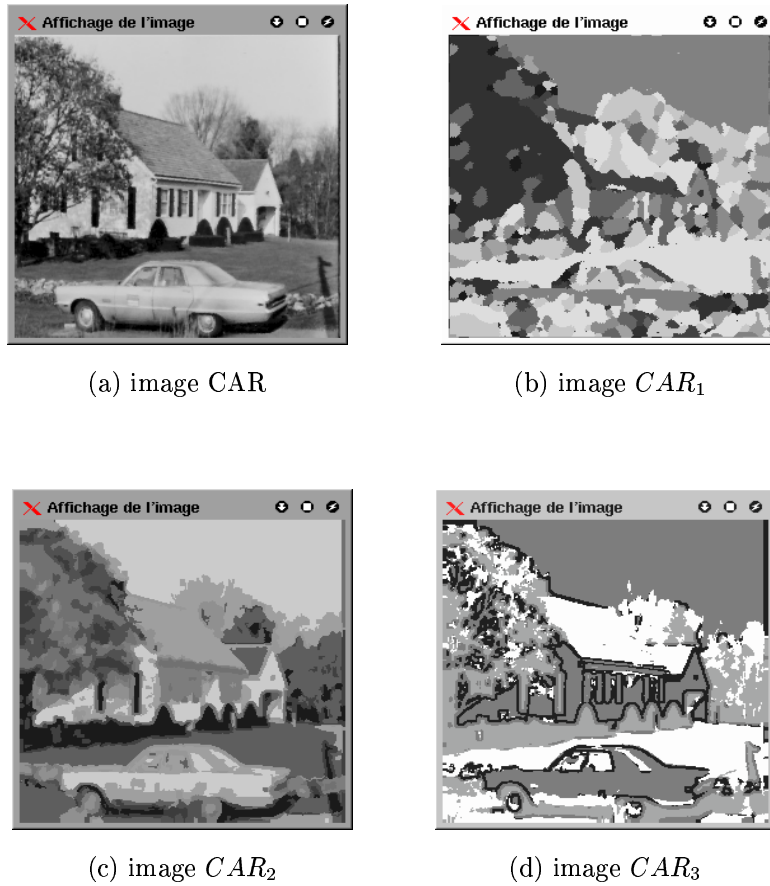 Affichage de l'image
Affichage de l'image
(a) image CAR
(b) image CAR₁
Affichage de l'image
Affichage de l'image
(c) image CAR₂
(d) image CAR₃